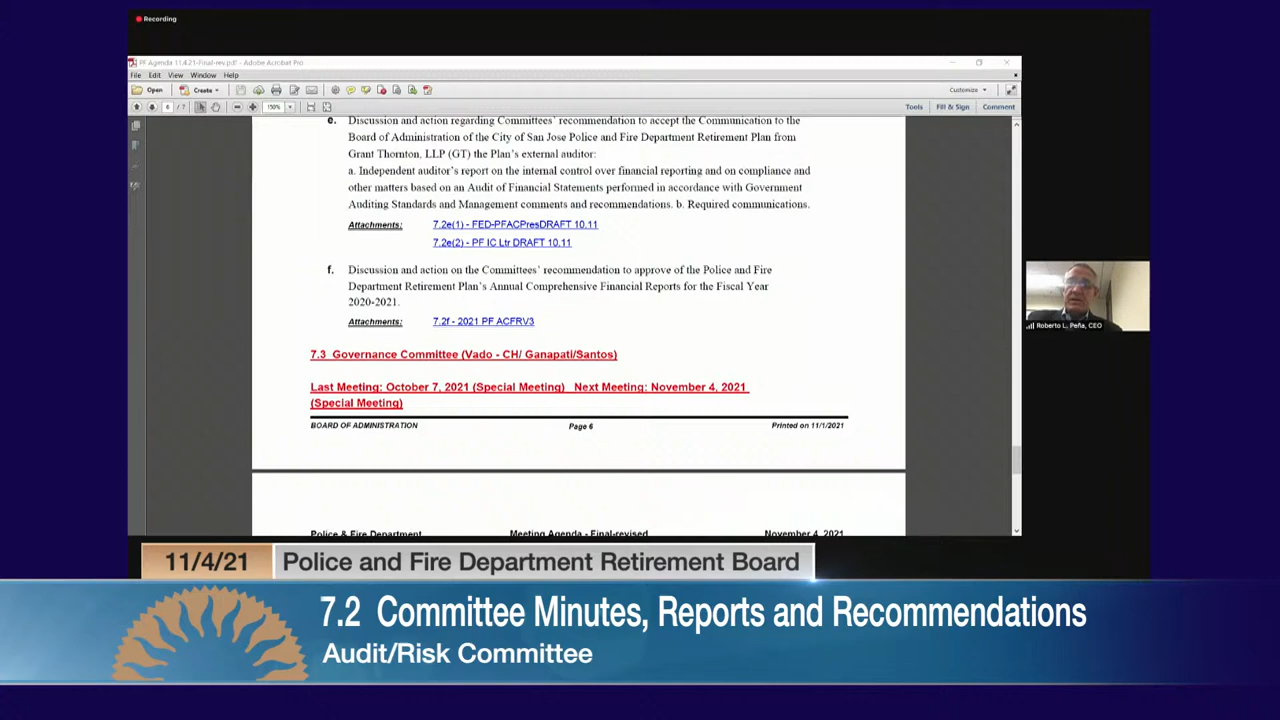 Recording
PF Agenda 11.4.21-Final-rev.pdf - Adobe Acrobat Pro
File Edit View Window Help
Open Create Customize
6 / 7 150% Tools Fill & Sign Comment
e. Discussion and action regarding Committees' recommendation to accept the Communication to the
Board of Administration of the City of San Jose Police and Fire Department Retirement Plan from
Grant Thornton, LLP (GT) the Plan's external auditor:
a. Independent auditor's report on the internal control over financial reporting and on compliance and
other matters based on an Audit of Financial Statements performed in accordance with Government
Auditing Standards and Management comments and recommendations. b. Required communications.
Attachments: 7.2e(1) - FED-PFACPresDRAFT 10.11
7.2e(2) - PF IC Ltr DRAFT 10.11
f. Discussion and action on the Committees' recommendation to approve of the Police and Fire
Department Retirement Plan's Annual Comprehensive Financial Reports for the Fiscal Year
2020-2021.
Attachments: 7.2f - 2021 PF ACFRV3
7.3 Governance Committee (Vado - CH/ Ganapati/Santos)
Last Meeting: October 7, 2021 (Special Meeting) Next Meeting: November 4, 2021
(Special Meeting)
BOARD OF ADMINISTRATION Page 6 Printed on 11/1/2021
Police & Fire Department Meeting Agenda - Final-revised November 4, 2021
Roberto L. Peña, CEO
11/4/21 Police and Fire Department Retirement Board
7.2 Committee Minutes, Reports and Recommendations
Audit/Risk Committee